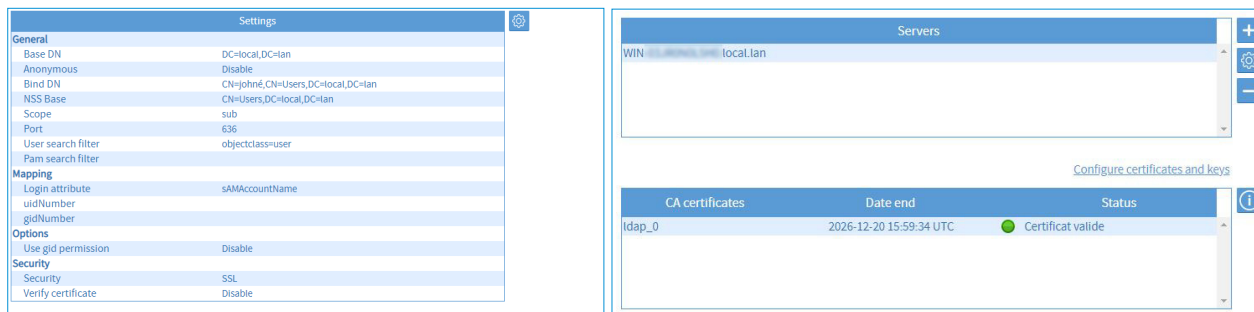 Settings
General
Base DN DC=local,DC=lan
Anonymous Disable
Bind DN CN=johné,CN=Users,DC=local,DC=lan
NSS Base CN=Users,DC=local,DC=lan
Scope sub
Port 636
User search filter objectclass=user
Pam search filter
Mapping
Login attribute sAMAccountName
uidNumber
gidNumber
Options
Use gid permission Disable
Security
Security SSL
Verify certificate Disable
Servers
WIN local.lan
Configure certificates and keys
CA certificates Date end Status
ldap_0 2026-12-20 15:59:34 UTC Certificat valide